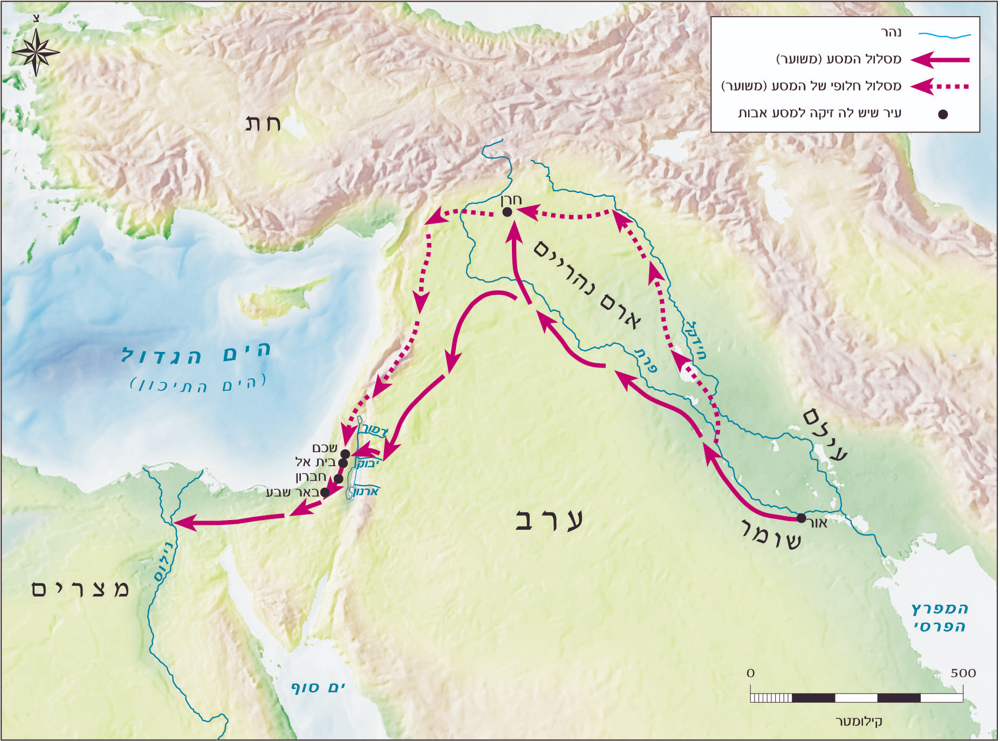 צ
נהר
מסלול המסע (משוער)
מסלול חלופי של המסע (משוער)
עיר שיש לה זיקה למסע אבות
חת
חרן
ארם נהריים
חידקל
פרת
הים הגדול
(הים התיכון)
עילם
ירמוך
שכם
יבוק
בית אל
חברון
ארנון
באר שבע
ערב
אור
שומר
נילוס
מצרים
המפרץ
הפרסי
ים סוף
0 500
קילומטר